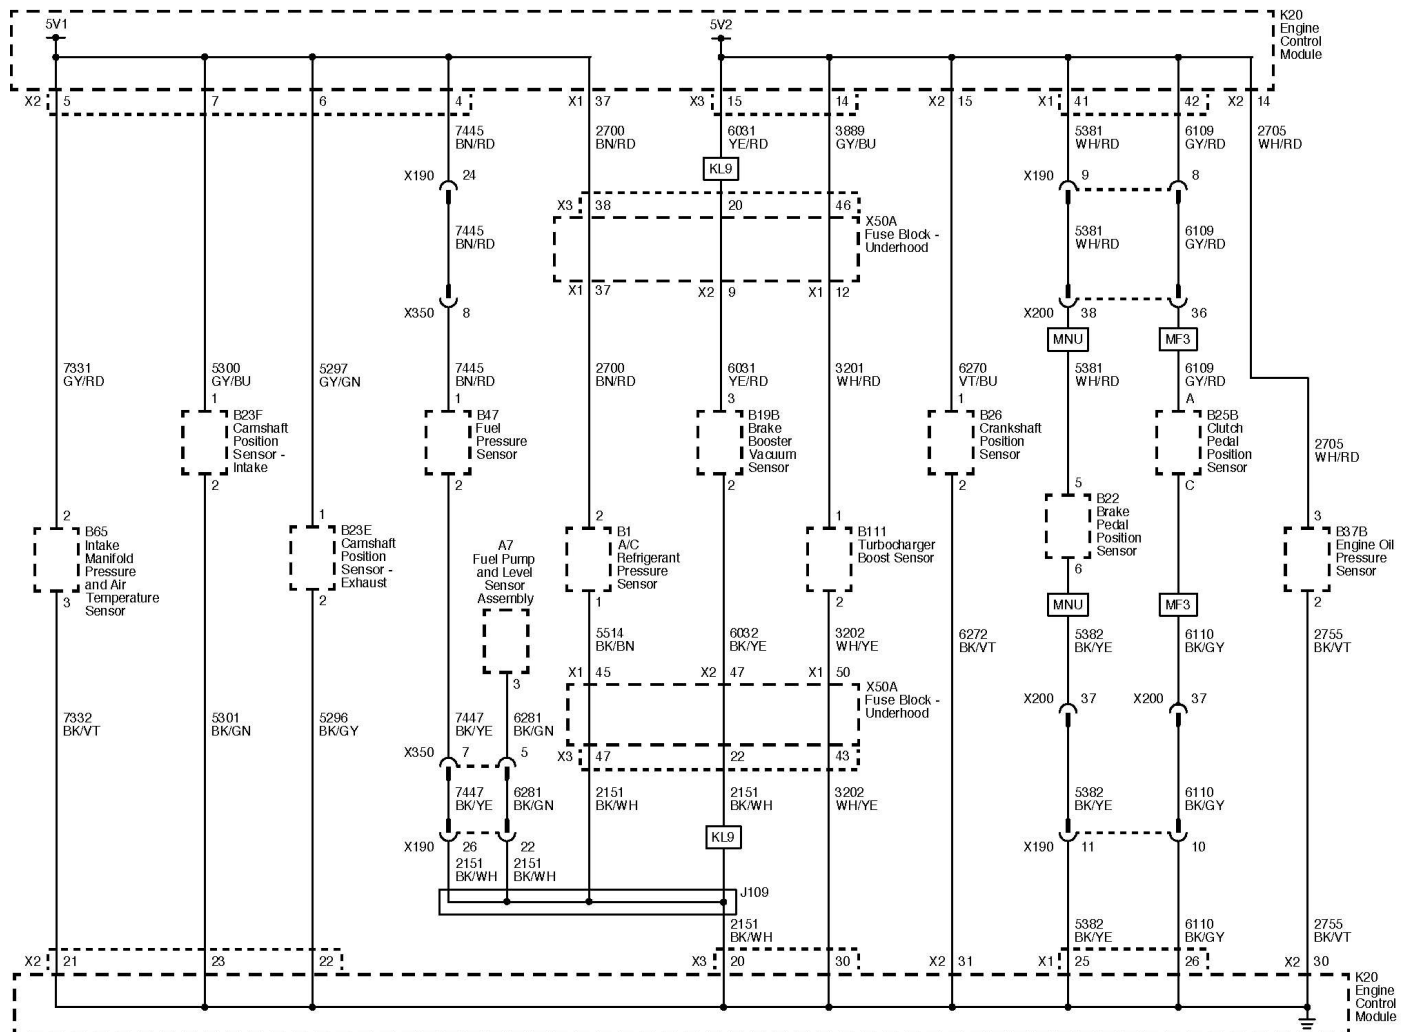 5V1
5V2
K20
Engine
Control
Module
X2 5 7 6 4 X1 37 X3 15 14 X2 15 X1 41 42 X2 14
7445 2700 6031 3889 5381 6109 2705
BN/RD BN/RD YE/RD GY/BU WH/RD GY/RD WH/RD
KL9
X190 24 X190 9 8
X3 38 20 46
X50A
Fuse Block -
Underhood
7445 5381 6109
BN/RD WH/RD GY/RD
X1 37 X2 9 X1 12
X350 8 X200 38 36
MNU MF3
7331 5300 5297 7445 2700 6031 3201 6270 5381 6109
GY/RD GY/BU GY/GN BN/RD BN/RD YE/RD WH/RD VT/BU WH/RD GY/RD
1 1 3 1 A
B23F
Camshaft
Position
Sensor -
Intake
2
B47
Fuel
Pressure
Sensor
2
B19B
Brake
Booster
Vacuum
Sensor
2
B26
Crankshaft
Position
Sensor
2
B25B
Clutch
Pedal
Position
Sensor
C
2705
WH/RD
5
B22
Brake
Pedal
Position
Sensor
6
2
B65
Intake
Manifold
Pressure
and Air
Temperature
Sensor
3
1
B23E
Camshaft
Position
Sensor -
Exhaust
2
A7
Fuel Pump
and Level
Sensor
Assembly
3
2
B1
A/C
Refrigerant
Pressure
Sensor
1
1
B111
Turbocharger
Boost Sensor
2
3
B37B
Engine Oil
Pressure
Sensor
2
MNU MF3
5514 6032 3202 6272 5382 6110 2755
BK/BN BK/YE WH/YE BK/VT BK/YE BK/GY BK/VT
X1 45 X2 47 X1 50
X50A
Fuse Block -
Underhood
X200 37 X200 37
7332 5301 5296 7447 6281
BK/VT BK/GN BK/GY BK/YE BK/GN
X350 7 5 X3 47 22 43
7447 6281 2151 2151 3202 5382 6110
BK/YE BK/GN BK/WH BK/WH WH/YE BK/YE BK/GY
KL9
X190 26 22 X190 11 10
2151 2151
BK/WH BK/WH
J109
2151 5382 6110 2755
BK/WH BK/YE BK/GY BK/VT
X2 21 23 22 X3 20 30 X2 31 X1 25 26 X2 30
K20
Engine
Control
Module